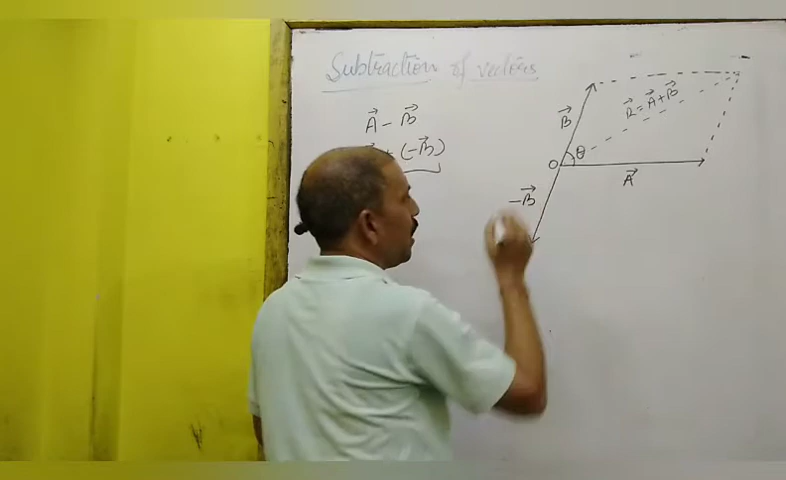 Subtraction of vectors
A⃗ - B⃗
+ (-B⃗)
B⃗
R⃗ = A⃗ + B⃗
O
θ
A⃗
-B⃗